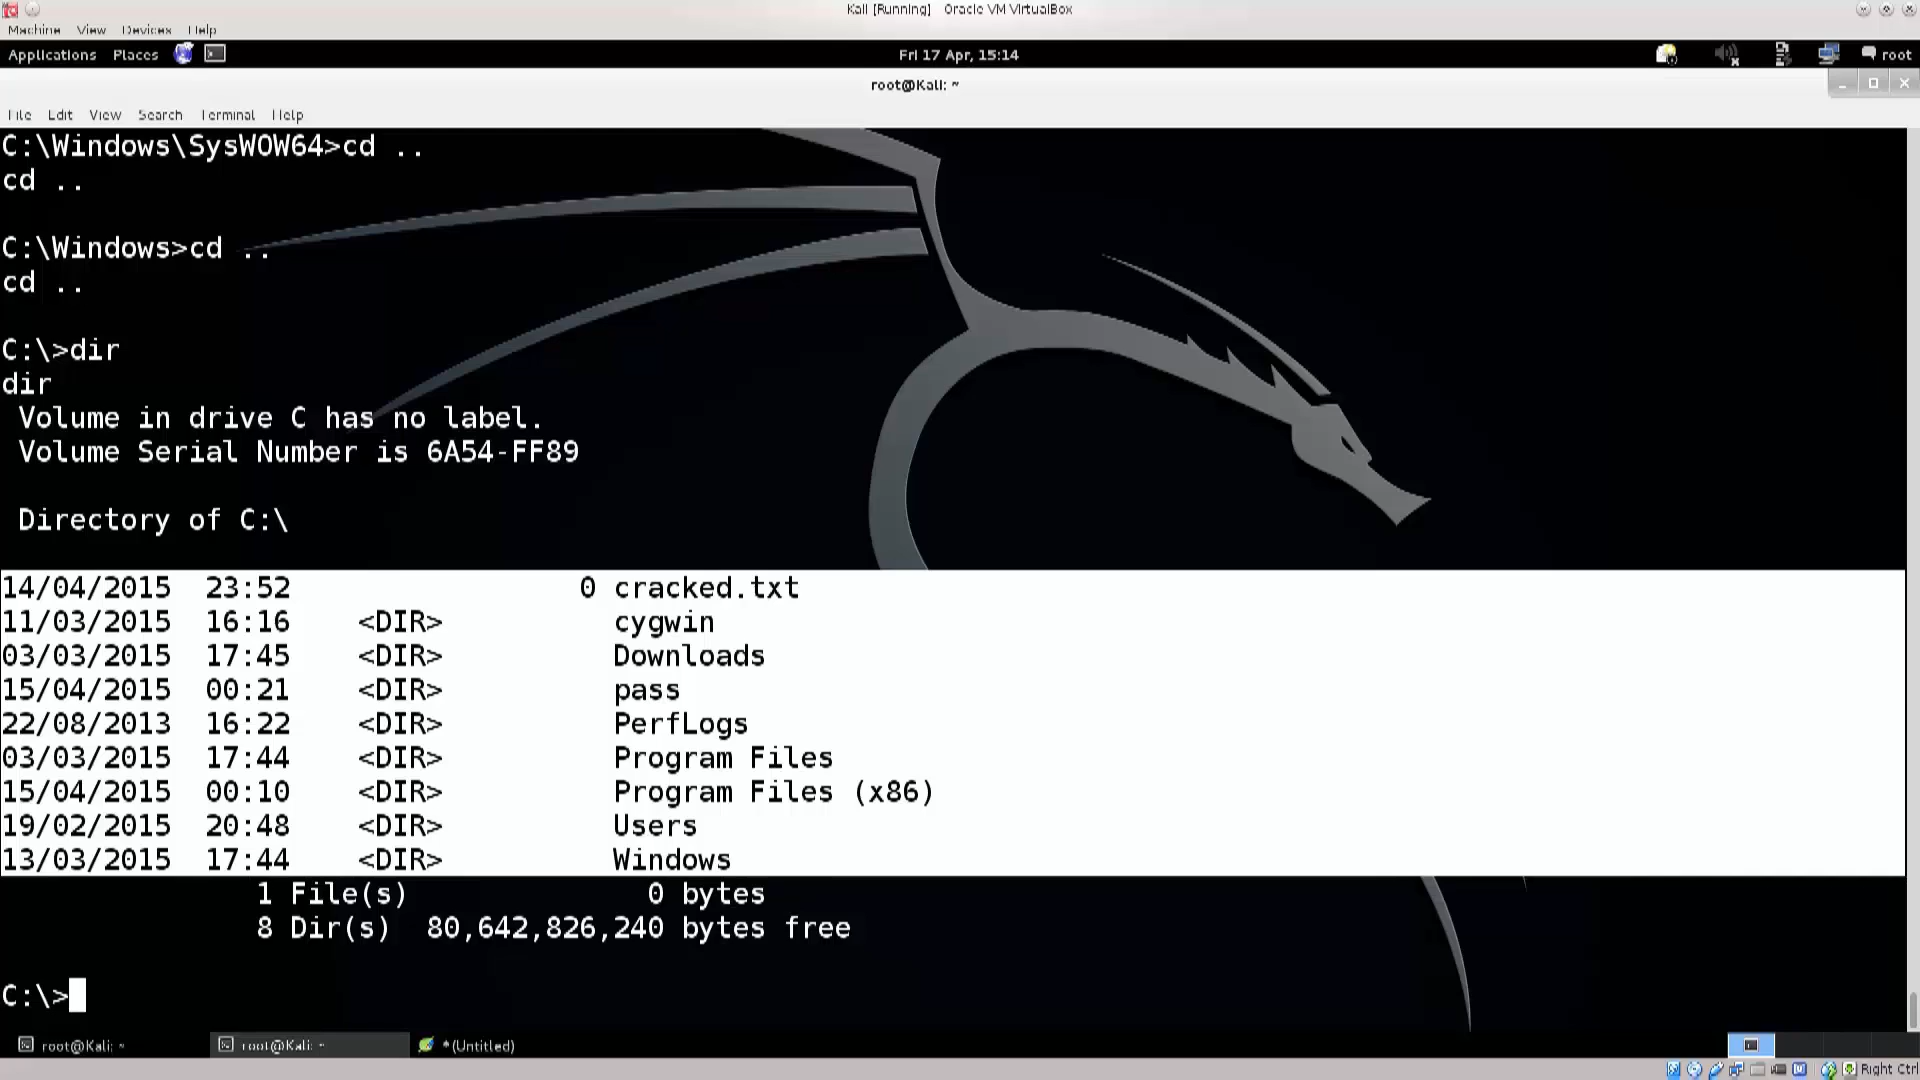 Kali [Running] Oracle VM VirtualBox
Machine View Devices Help
Applications Places Fri 17 Apr, 15:14 root
root@Kali: ~
File Edit View Search Terminal Help
C:\Windows\SysWOW64>cd ..
cd ..
C:\Windows>cd ..
cd ..
C:\>dir
dir
Volume in drive C has no label.
Volume Serial Number is 6A54-FF89
Directory of C:\
14/04/2015 23:52 0 cracked.txt
11/03/2015 16:16 <DIR> cygwin
03/03/2015 17:45 <DIR> Downloads
15/04/2015 00:21 <DIR> pass
22/08/2013 16:22 <DIR> PerfLogs
03/03/2015 17:44 <DIR> Program Files
15/04/2015 00:10 <DIR> Program Files (x86)
19/02/2015 20:48 <DIR> Users
13/03/2015 17:44 <DIR> Windows
1 File(s) 0 bytes
8 Dir(s) 80,642,826,240 bytes free
C:\>
root@Kali: ~ root@Kali: ~ *(Untitled)
Right Ctrl